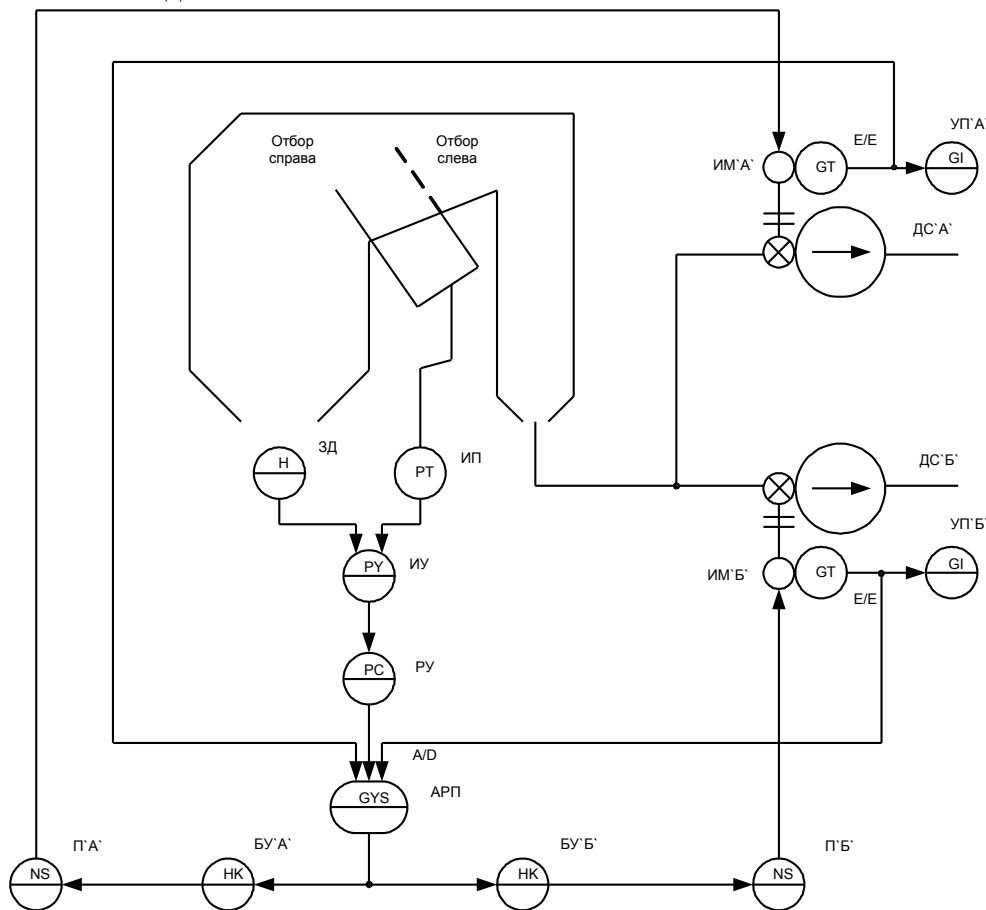 УП`А`
Отбор
справа
Отбор
слева
E/E
ИМ`А`
GT
GI
ДС`А`
ЗД
H
ИП
PT
ДС`Б`
УП`Б`
PY
ИУ
ИМ`Б`
GT
GI
E/E
PC
РУ
A/D
GYS
АРП
П`А`
БУ`А`
БУ`Б`
П`Б`
NS
HK
HK
NS